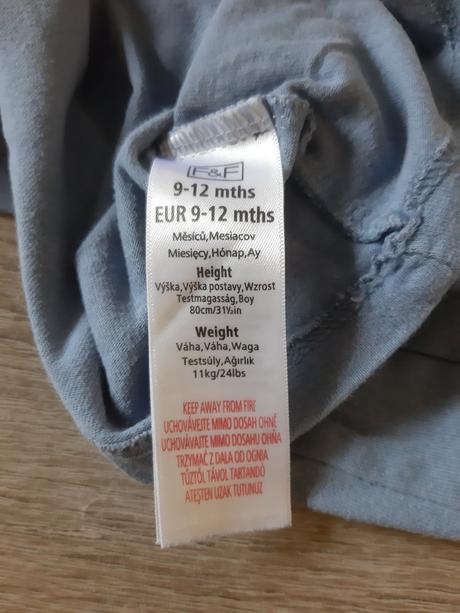 F&F
9-12 mths
EUR 9-12 mths
Měsíců,Mesiacov
Miesięcy,Hónap,Ay
Height
Výška,Výška postavy,Wzrost
Testmagasság,Boy
80cm/31½in
Weight
Váha,Váha,Waga
Testsúly,Ağırlık
11kg/24lbs
KEEP AWAY FROM FIRE
UCHOVÁVEJTE MIMO DOSAH OHNĚ
UCHOVÁVAJTE MIMO DOSAHU OHŇA
TRZYMAĆ Z DALA OD OGNIA
TŰZTŐL TÁVOL TARTANDÓ
ATEŞTEN UZAK TUTUNUZ